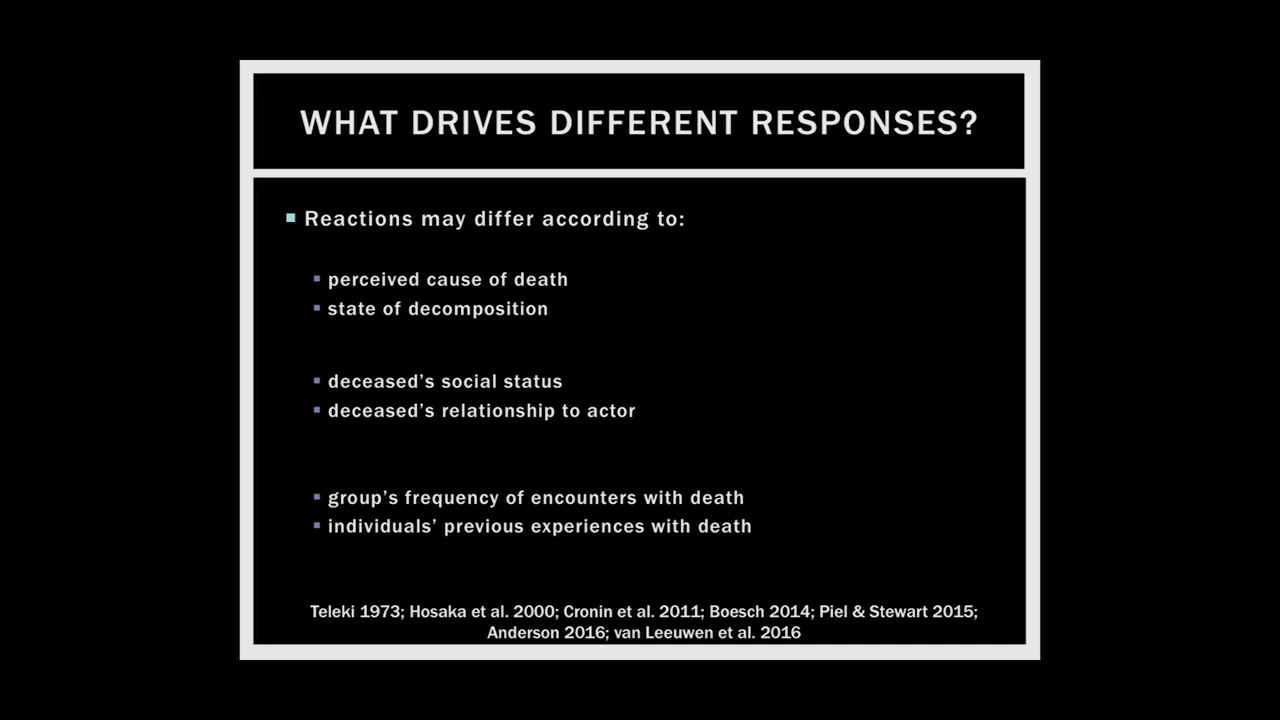 WHAT DRIVES DIFFERENT RESPONSES?
Reactions may differ according to:
perceived cause of death
state of decomposition
deceased’s social status
deceased’s relationship to actor
group’s frequency of encounters with death
individuals’ previous experiences with death
Teleki 1973; Hosaka et al. 2000; Cronin et al. 2011; Boesch 2014; Piel & Stewart 2015;
Anderson 2016; van Leeuwen et al. 2016